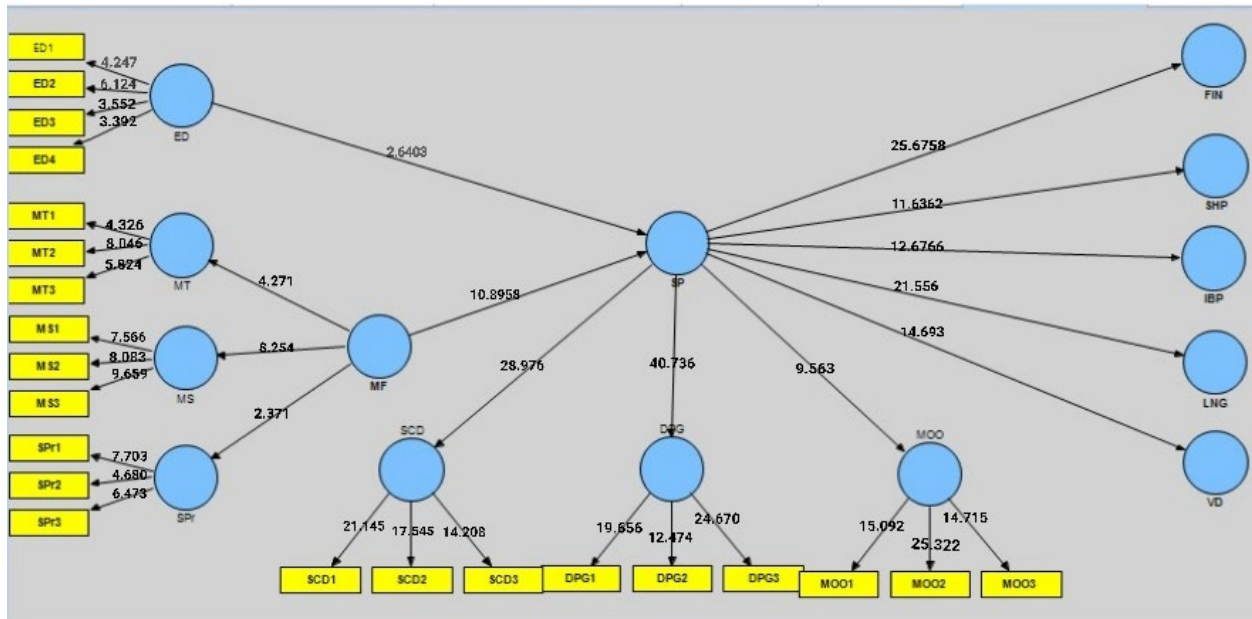 ED1
4.247
ED2
6.124
ED3
3.552
ED4
3.392
ED
FIN
25.6758
2.6403
SHP
11.6362
MT1
4.326
MT2
8.046
MT3
5.824
MT
4.271
SP
12.6766
IBP
21.556
10.8958
14.693
MS1
7.566
MS2
8.083
MS3
9.659
MS
8.254
MF
28.976
40.736
9.563
LNG
2.371
SPr1
7.703
SPr2
4.680
SPr3
6.473
SPr
SCD
DPG
MOO
VD
21.145
17.545
14.208
19.656
12.474
24.670
15.092
25.322
14.715
SCD1
SCD2
SCD3
DPG1
DPG2
DPG3
MOO1
MOO2
MOO3